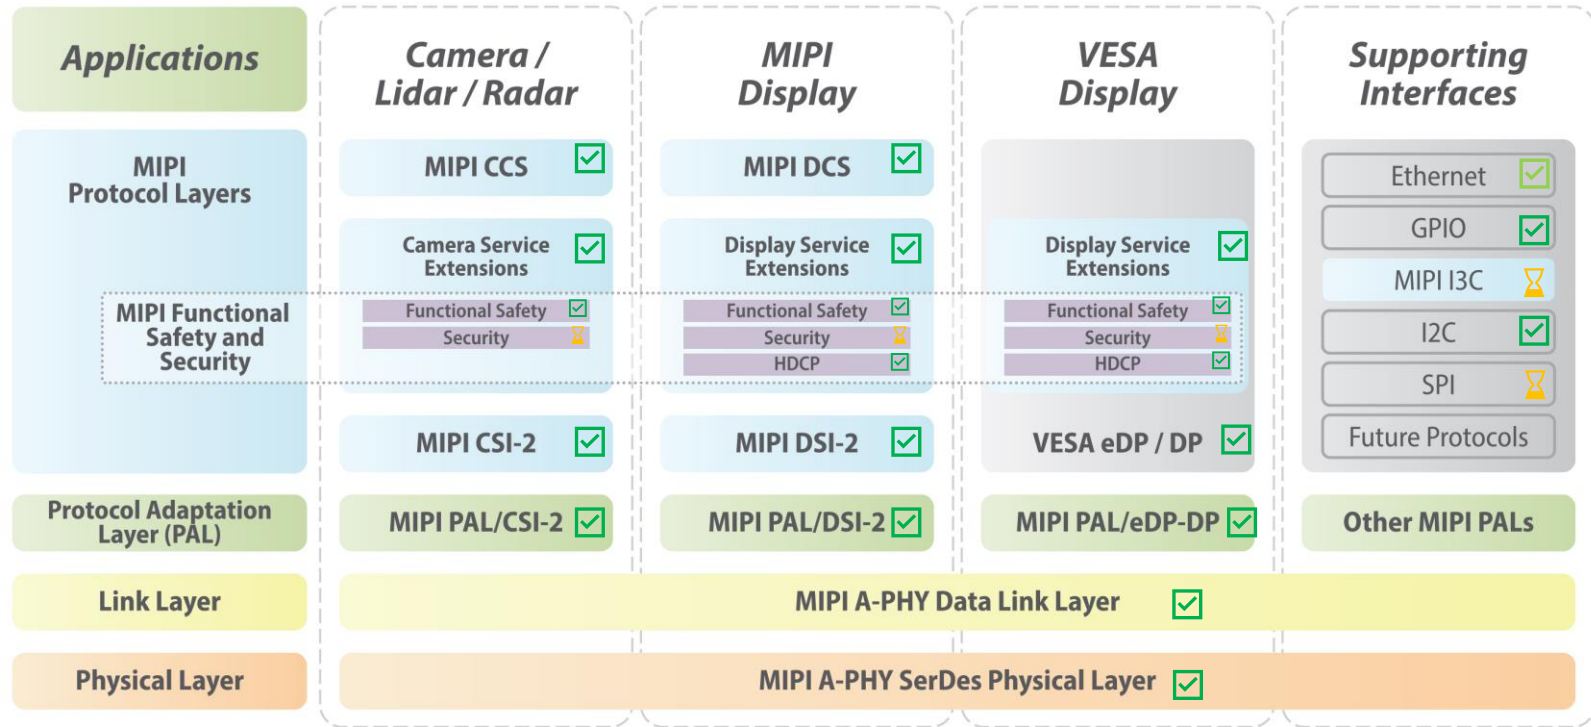 Applications
Camera /
Lidar / Radar
MIPI
Display
VESA
Display
Supporting
Interfaces
MIPI
Protocol Layers
MIPI CCS
MIPI DCS
Ethernet
GPIO
MIPI I3C
I2C
SPI
Future Protocols
Camera Service
Extensions
Display Service
Extensions
Display Service
Extensions
MIPI Functional
Safety and
Security
Functional Safety
Security
Functional Safety
Security
HDCP
Functional Safety
Security
HDCP
MIPI CSI-2
MIPI DSI-2
VESA eDP / DP
Protocol Adaptation
Layer (PAL)
MIPI PAL/CSI-2
MIPI PAL/DSI-2
MIPI PAL/eDP-DP
Other MIPI PALs
Link Layer
MIPI A-PHY Data Link Layer
Physical Layer
MIPI A-PHY SerDes Physical Layer